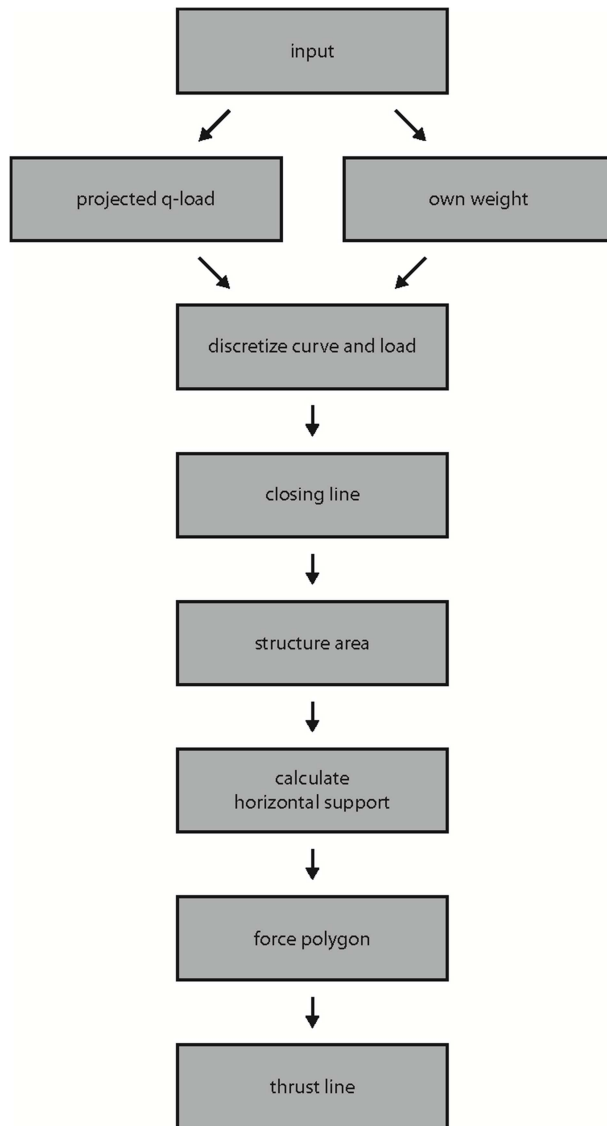 input
projected q-load
own weight
discretize curve and load
closing line
structure area
calculate
horizontal support
force polygon
thrust line